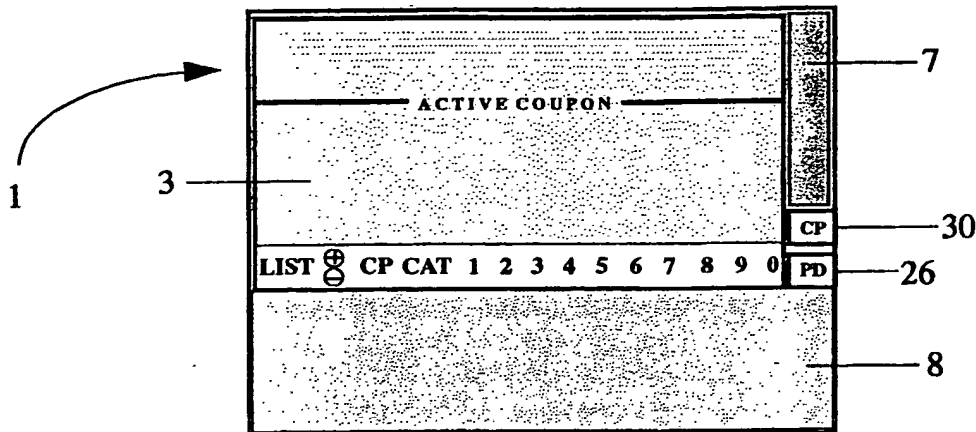 7
ACTIVE COUPON
1
3
CP
30
LIST + − CP CAT 1 2 3 4 5 6 7 8 9 0
PD
26
8